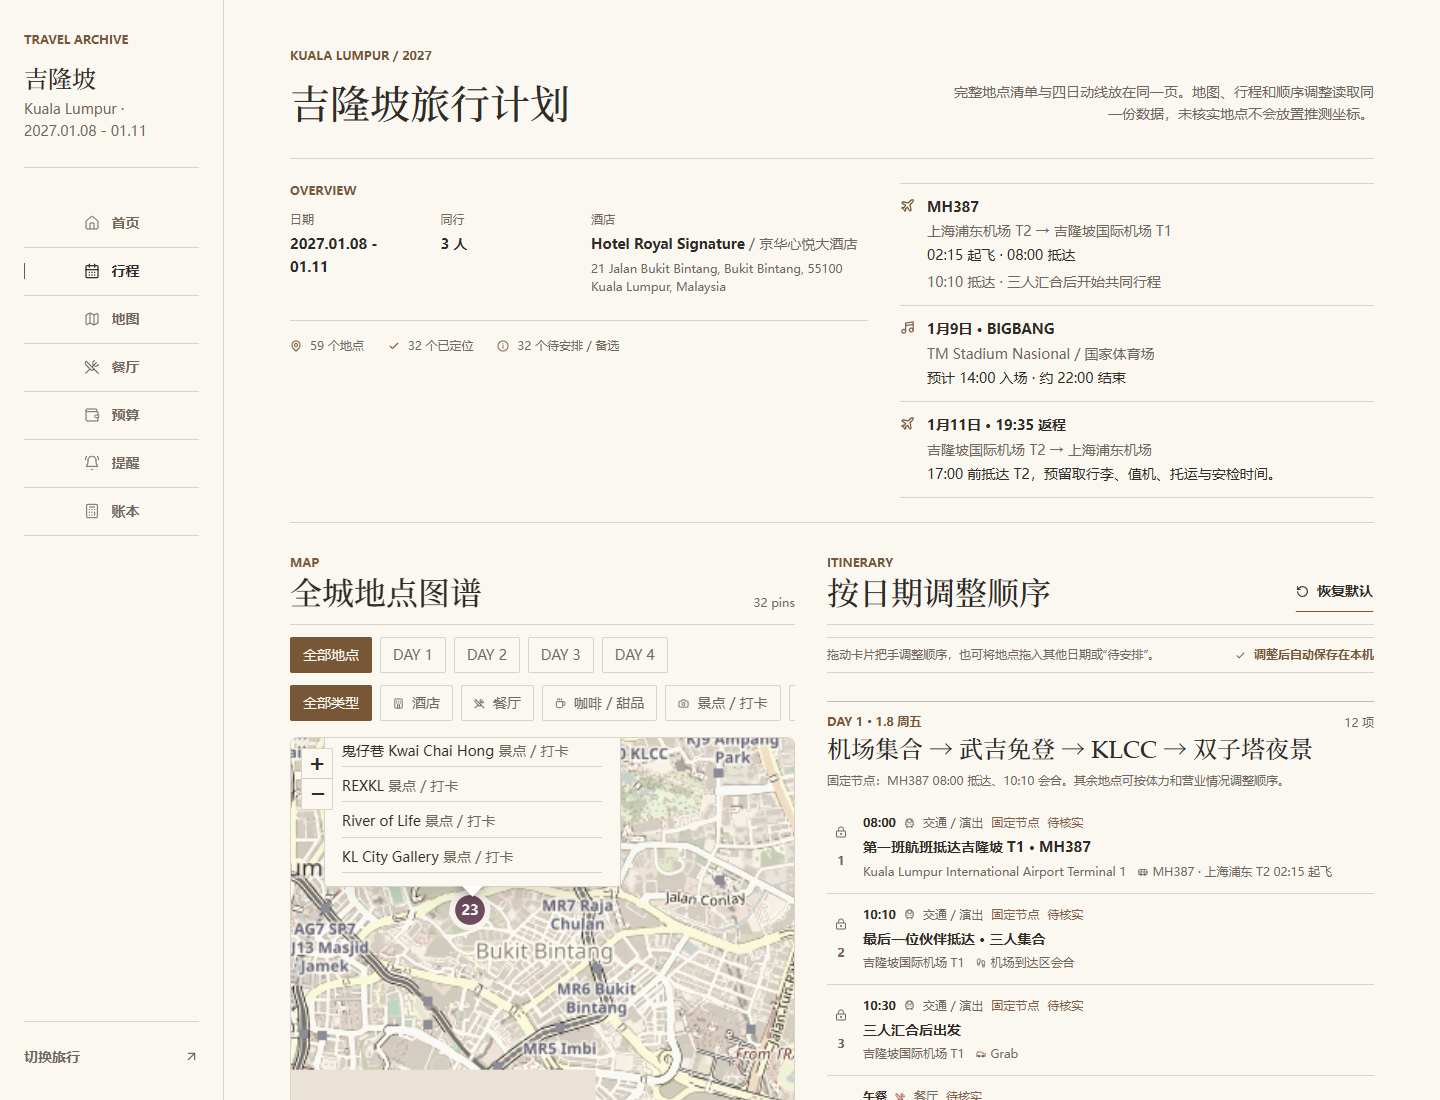 TRAVEL ARCHIVE
吉隆坡
Kuala Lumpur ·
2027.01.08 - 01.11
首页
行程
地图
餐厅
预算
提醒
账本
切换旅行
KUALA LUMPUR / 2027
吉隆坡旅行计划
完整地点清单与四日动线放在同一页。地图、行程和顺序调整读取同
一份数据，未核实地点不会放置推测坐标。
OVERVIEW
日期
2027.01.08 -
01.11
同行
3 人
酒店
Hotel Royal Signature / 京华心悦大酒店
21 Jalan Bukit Bintang, Bukit Bintang, 55100
Kuala Lumpur, Malaysia
59 个地点
32 个已定位
32 个待安排 / 备选
MH387
上海浦东机场 T2 → 吉隆坡国际机场 T1
02:15 起飞 · 08:00 抵达
10:10 抵达 · 三人汇合后开始共同行程
1月9日 • BIGBANG
TM Stadium Nasional / 国家体育场
预计 14:00 入场 · 约 22:00 结束
1月11日 • 19:35 返程
吉隆坡国际机场 T2 → 上海浦东机场
17:00 前抵达 T2，预留取行李、值机、托运与安检时间。
MAP
全城地点图谱
32 pins
全部地点
DAY 1
DAY 2
DAY 3
DAY 4
全部类型
酒店
餐厅
咖啡 / 甜品
景点 / 打卡
+
−
鬼仔巷 Kwai Chai Hong 景点 / 打卡
REXKL 景点 / 打卡
River of Life 景点 / 打卡
KL City Gallery 景点 / 打卡
KLCC
KJ9 Ampang
Park
um
23
MR7 Raja
Chulan
Jalan Conlay
AG7 SP7
J13 Masjid
Jamek
Bukit Bintang
MR6 Bukit
Bintang
MR5 Imbi
Jalan Tun Ra
From TR
ITINERARY
按日期调整顺序
恢复默认
拖动卡片把手调整顺序，也可将地点拖入其他日期或“待安排”。
调整后自动保存在本机
DAY 1 • 1.8 周五
12 项
机场集合 → 武吉免登 → KLCC → 双子塔夜景
固定节点：MH387 08:00 抵达、10:10 会合。其余地点可按体力和营业情况调整顺序。
1
08:00 交通 / 演出 固定节点 待核实
第一班航班抵达吉隆坡 T1 • MH387
Kuala Lumpur International Airport Terminal 1 MH387 · 上海浦东 T2 02:15 起飞
2
10:10 交通 / 演出 固定节点 待核实
最后一位伙伴抵达 • 三人集合
吉隆坡国际机场 T1 机场到达区会合
3
10:30 交通 / 演出 固定节点 待核实
三人汇合后出发
吉隆坡国际机场 T1 Grab
午餐 餐厅 待核实